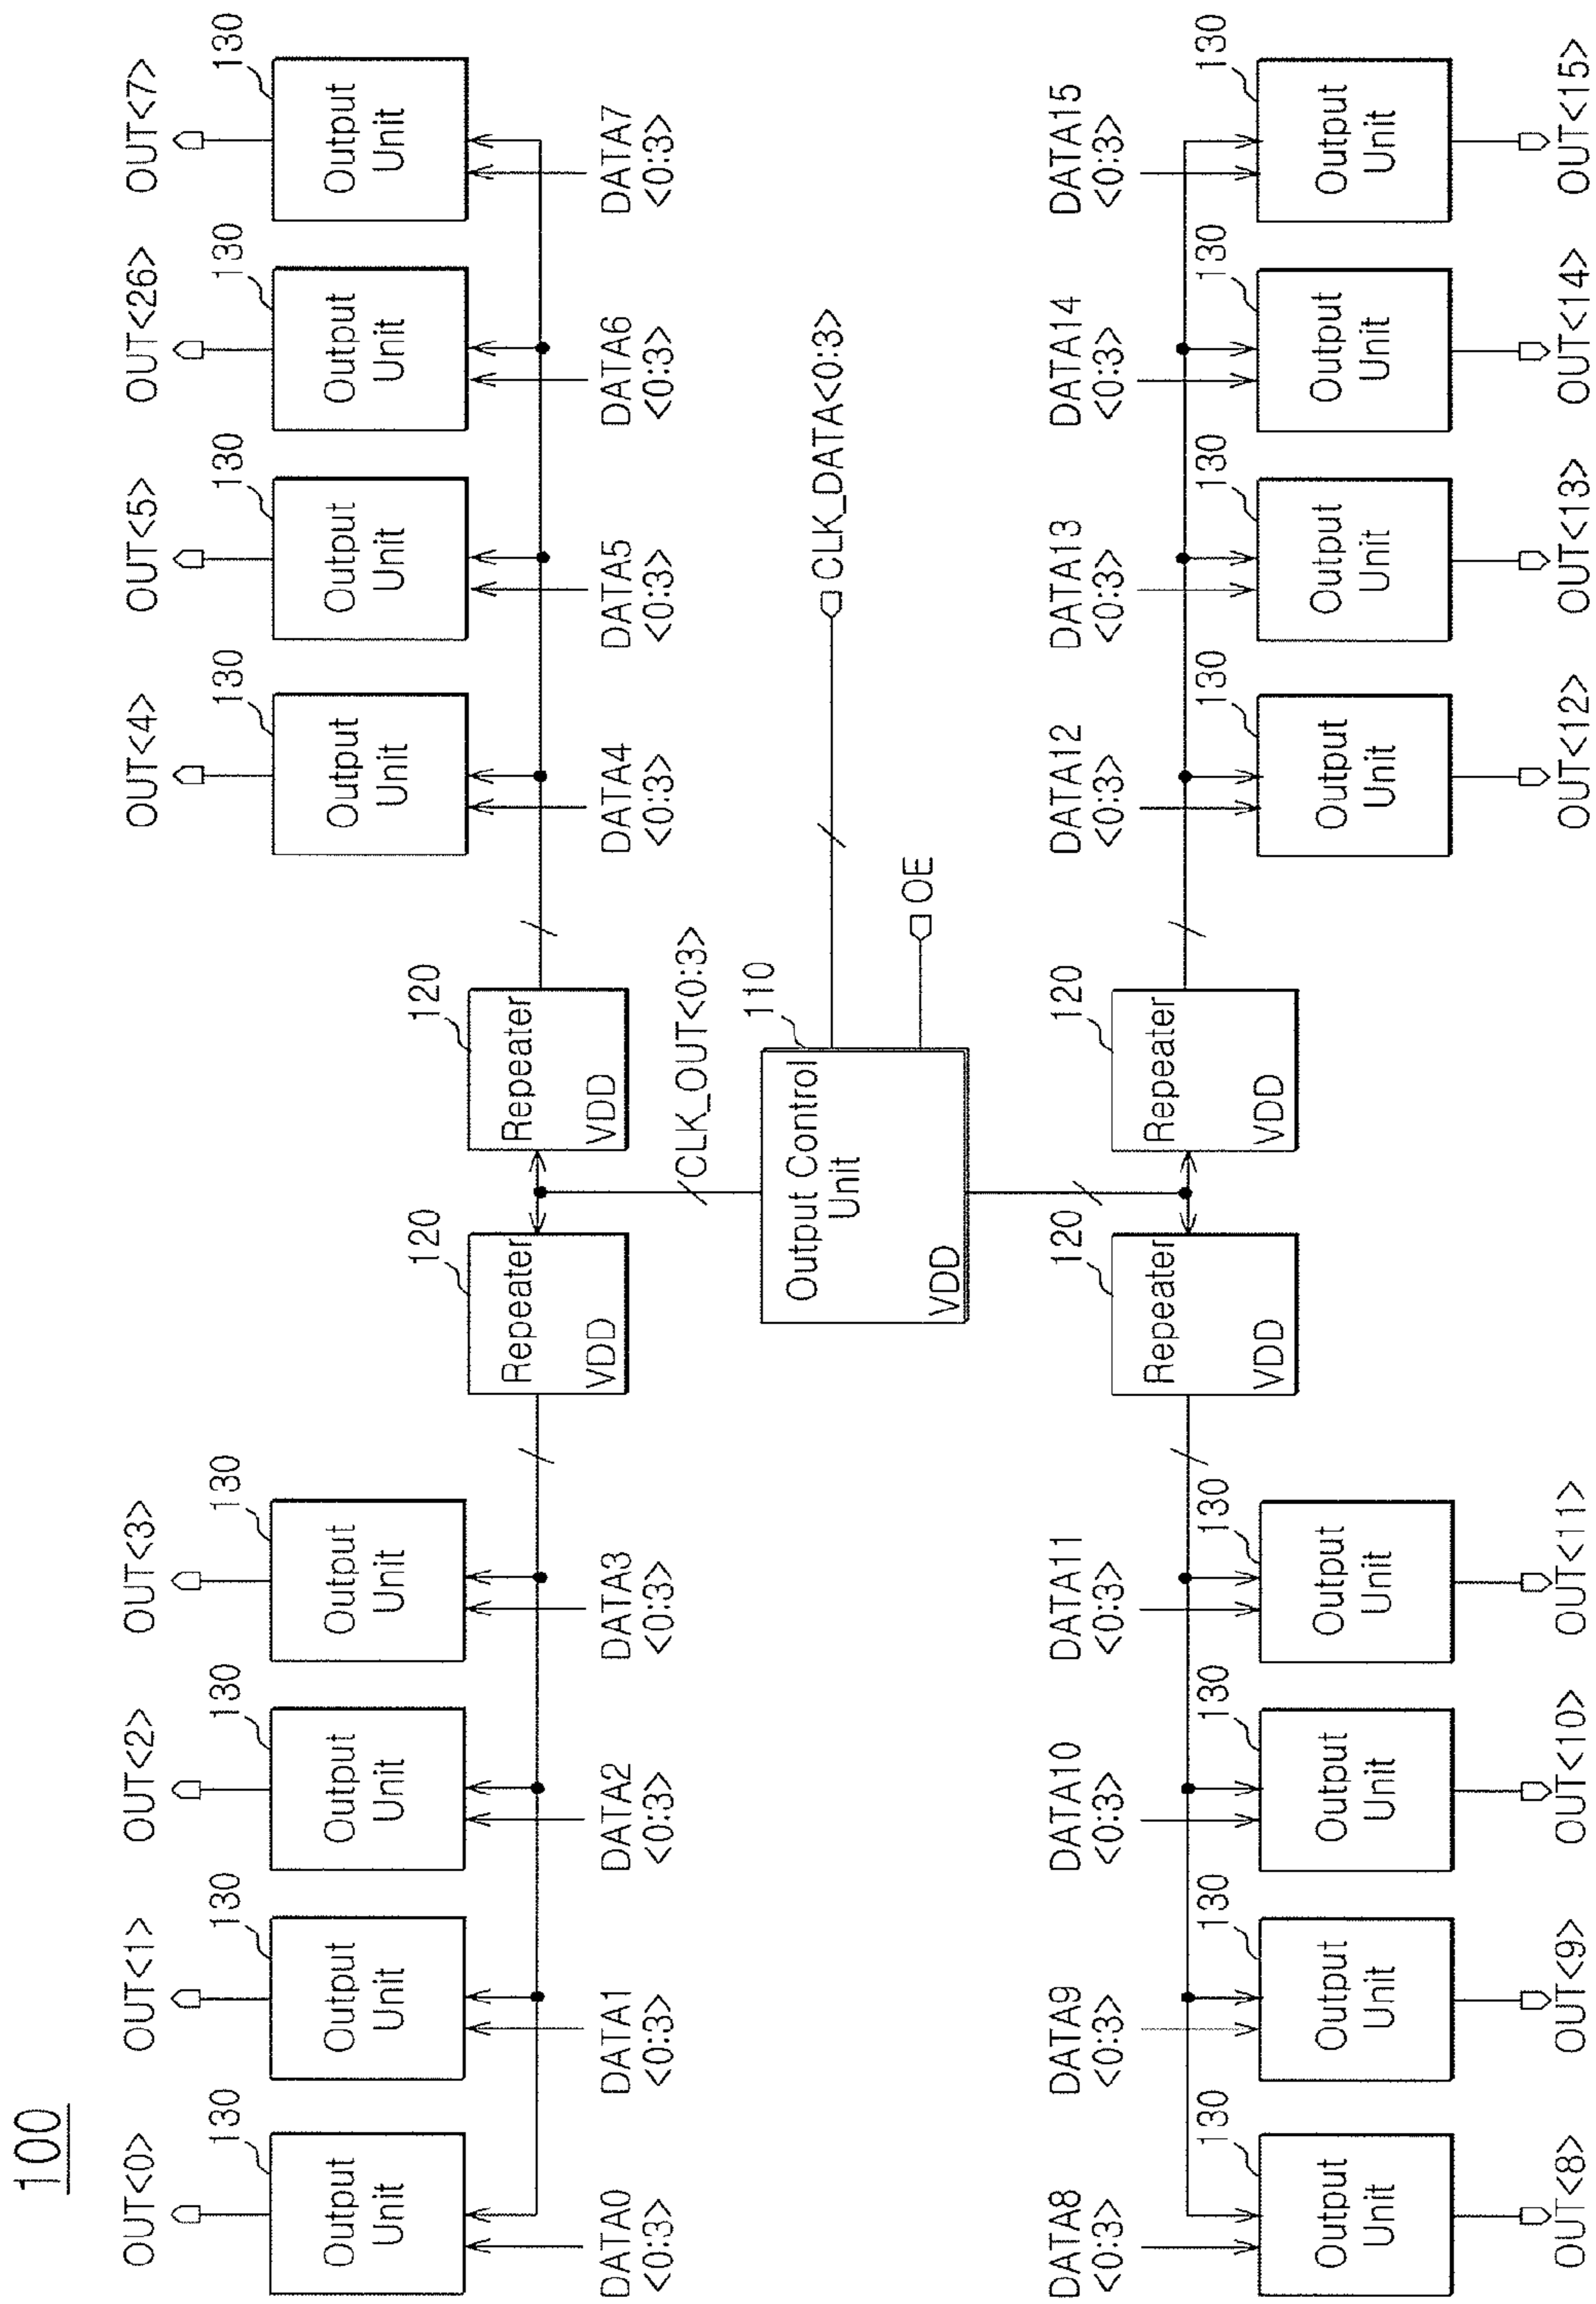 100
OUT<0>
OUT<1>
OUT<2>
OUT<3>
OUT<4>
OUT<5>
OUT<26>
OUT<7>
130
130
130
130
130
130
130
130
Output
Unit
Output
Unit
Output
Unit
Output
Unit
Output
Unit
Output
Unit
Output
Unit
Output
Unit
DATA0
<0:3>
DATA1
<0:3>
DATA2
<0:3>
DATA3
<0:3>
DATA4
<0:3>
DATA5
<0:3>
DATA6
<0:3>
DATA7
<0:3>
120
Repeater
VDD
120
Repeater
VDD
CLK_OUT<0:3>
110
Output Control
Unit
VDD
CLK_DATA<0:3>
OE
120
Repeater
VDD
120
Repeater
VDD
DATA8
<0:3>
DATA9
<0:3>
DATA10
<0:3>
DATA11
<0:3>
DATA12
<0:3>
DATA13
<0:3>
DATA14
<0:3>
DATA15
<0:3>
130
130
130
130
130
130
130
130
Output
Unit
Output
Unit
Output
Unit
Output
Unit
Output
Unit
Output
Unit
Output
Unit
Output
Unit
OUT<8>
OUT<9>
OUT<10>
OUT<11>
OUT<12>
OUT<13>
OUT<14>
OUT<15>